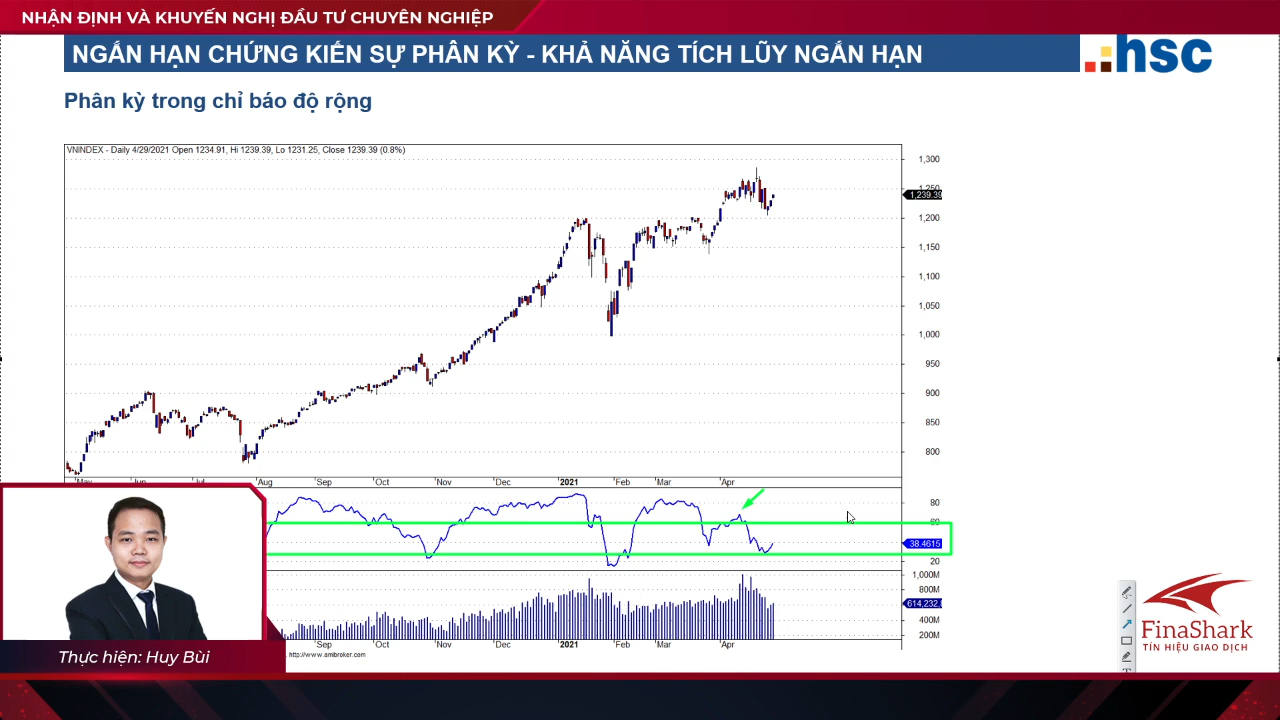 NHẬN ĐỊNH VÀ KHUYẾN NGHỊ ĐẦU TƯ CHUYÊN NGHIỆP
NGẮN HẠN CHỨNG KIẾN SỰ PHÂN KỲ - KHẢ NĂNG TÍCH LŨY NGẮN HẠN
hsc
Phân kỳ trong chỉ báo độ rộng
VNINDEX - Daily 4/29/2021 Open 1234.91, Hi 1239.39, Lo 1231.25, Close 1239.39 (0.8%)
1,300
1,250
1,239.39
1,200
1,150
1,100
1,050
1,000
950
900
850
800
May Jun Jul Aug Sep Oct Nov Dec 2021 Feb Mar Apr
80
60
38.4615
20
1,000M
800M
614,232,
400M
200M
Sep Oct Nov Dec 2021 Feb Mar Apr
http://www.amibroker.com
Thực hiện: Huy Bùi
FinaShark
TÍN HIỆU GIAO DỊCH